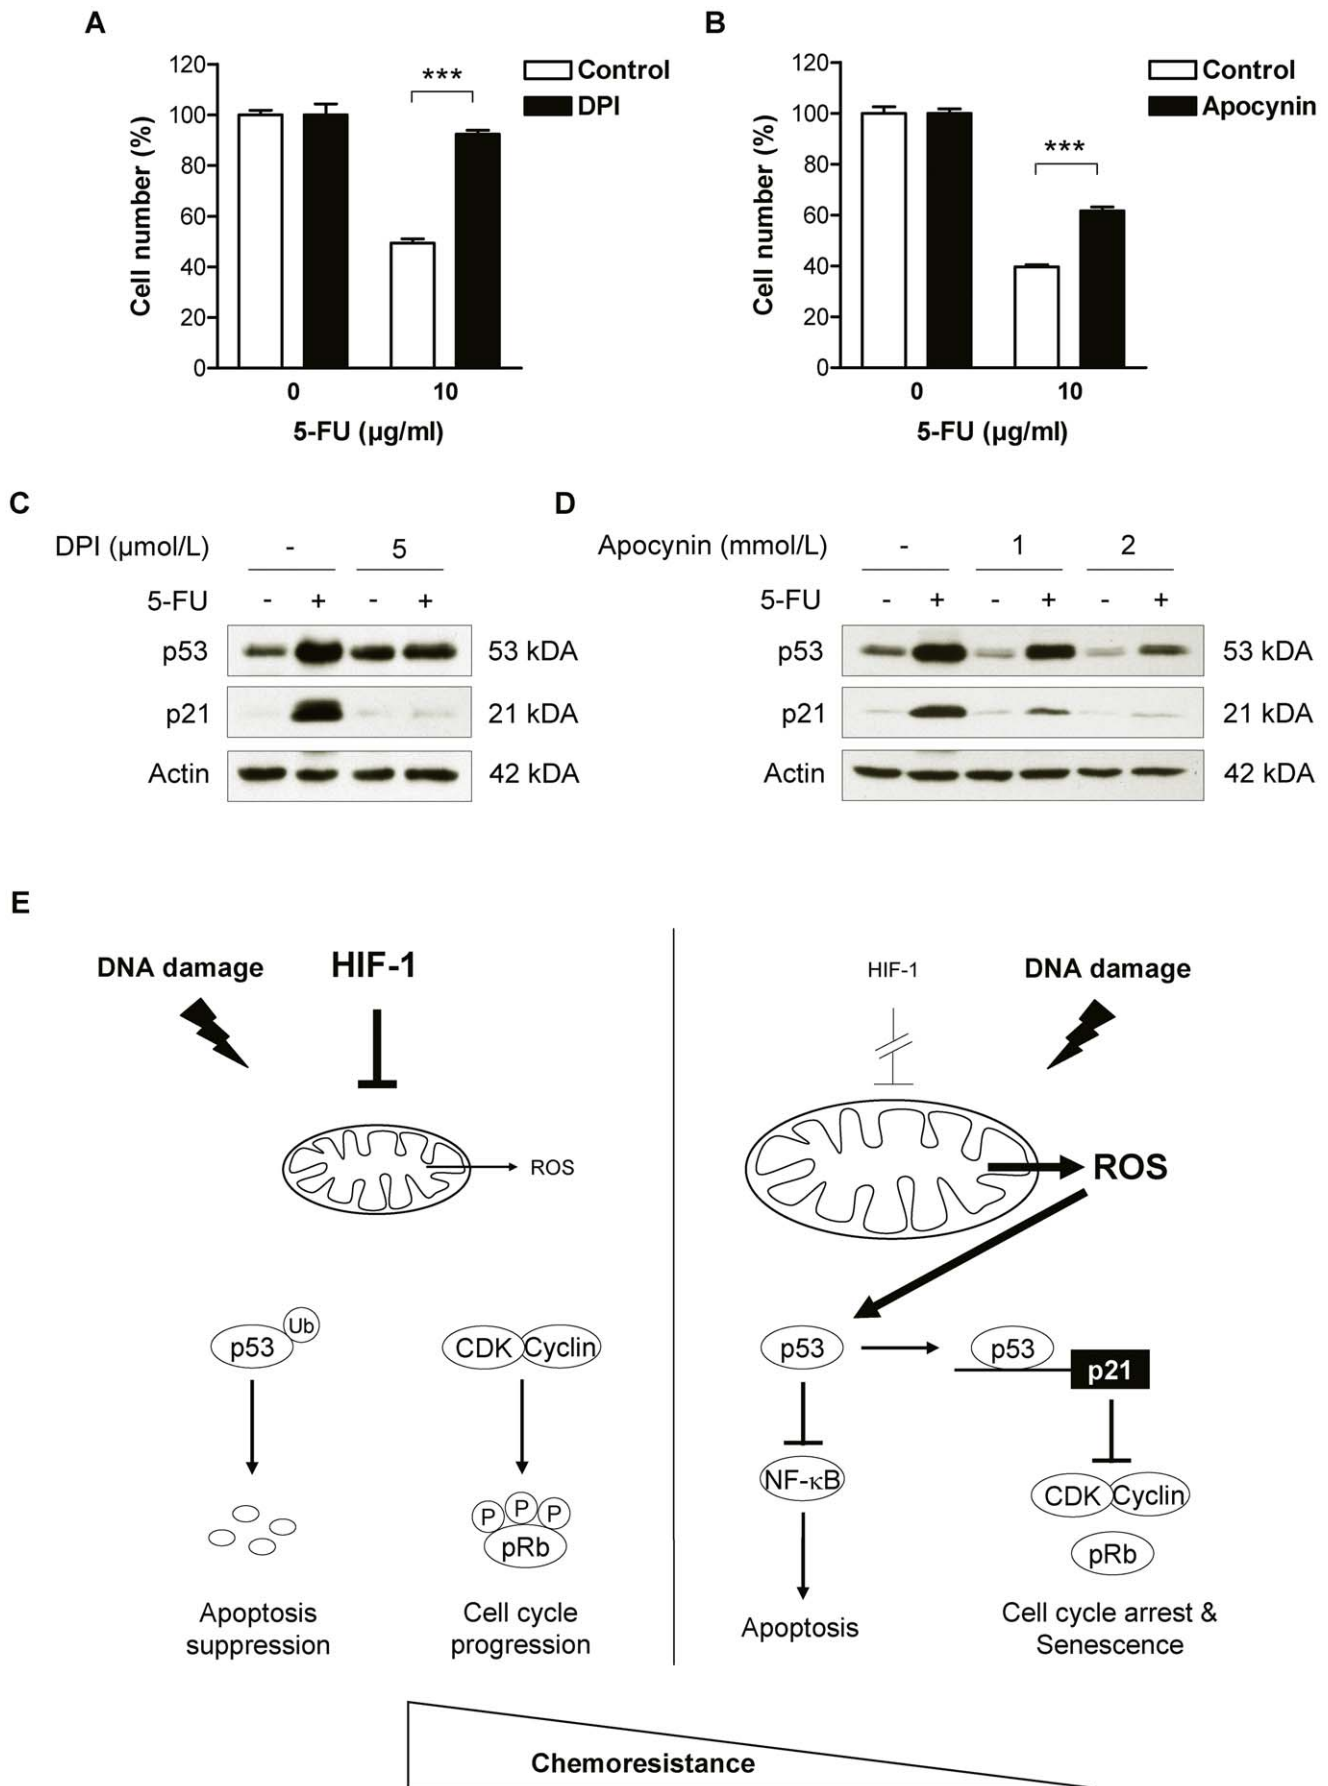 A
120
100
80
60
40
20
0
Cell number (%)
***
Control
DPI
0 10
5-FU (µg/ml)
B
120
100
80
60
40
20
0
Cell number (%)
***
Control
Apocynin
0 10
5-FU (µg/ml)
C
DPI (µmol/L) - 5
5-FU - + - +
p53 53 kDA
p21 21 kDA
Actin 42 kDA
D
Apocynin (mmol/L) - 1 2
5-FU - + - + - +
p53 53 kDA
p21 21 kDA
Actin 42 kDA
E
DNA damage HIF-1
ROS
p53 Ub
CDK Cyclin
P P P
pRb
Apoptosis
suppression
Cell cycle
progression
HIF-1 DNA damage
ROS
p53 p53 p21
NF-κB
CDK Cyclin
pRb
Apoptosis
Cell cycle arrest &
Senescence
Chemoresistance